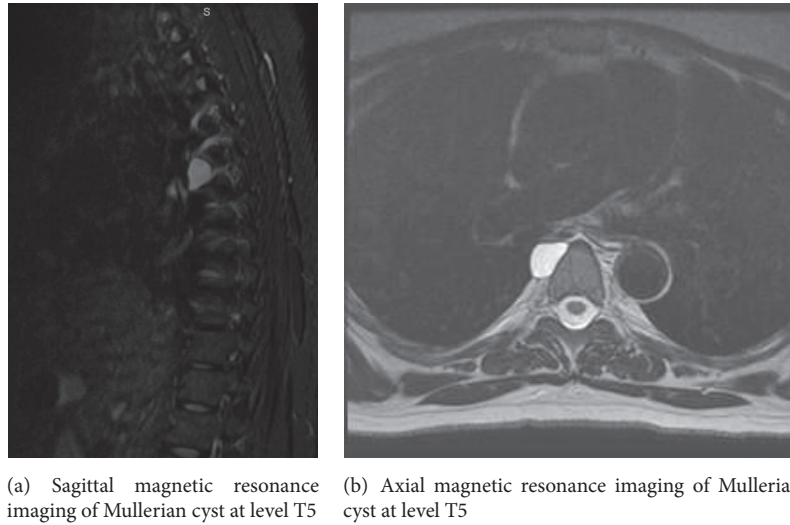 S
(a) Sagittal magnetic resonance
imaging of Mullerian cyst at level T5
(b) Axial magnetic resonance imaging of Mulleria
cyst at level T5